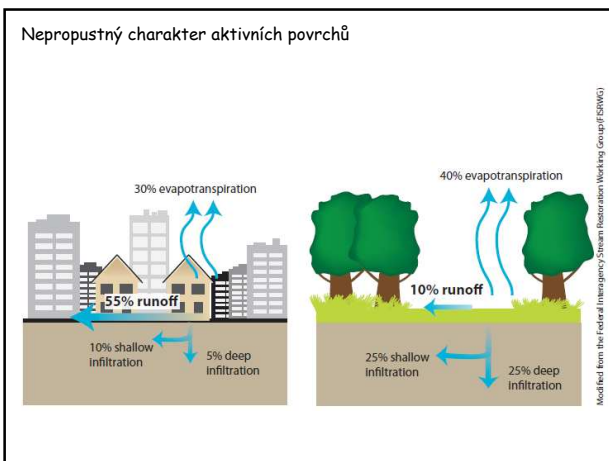 Nepropustný charakter aktivních povrchů
30% evapotranspiration
55% runoff
10% shallow
infiltration
5% deep
infiltration
40% evapotranspiration
10% runoff
25% shallow
infiltration
25% deep
infiltration
Modified from the Federal Interagency Stream Restoration Working Group (FISRWG)